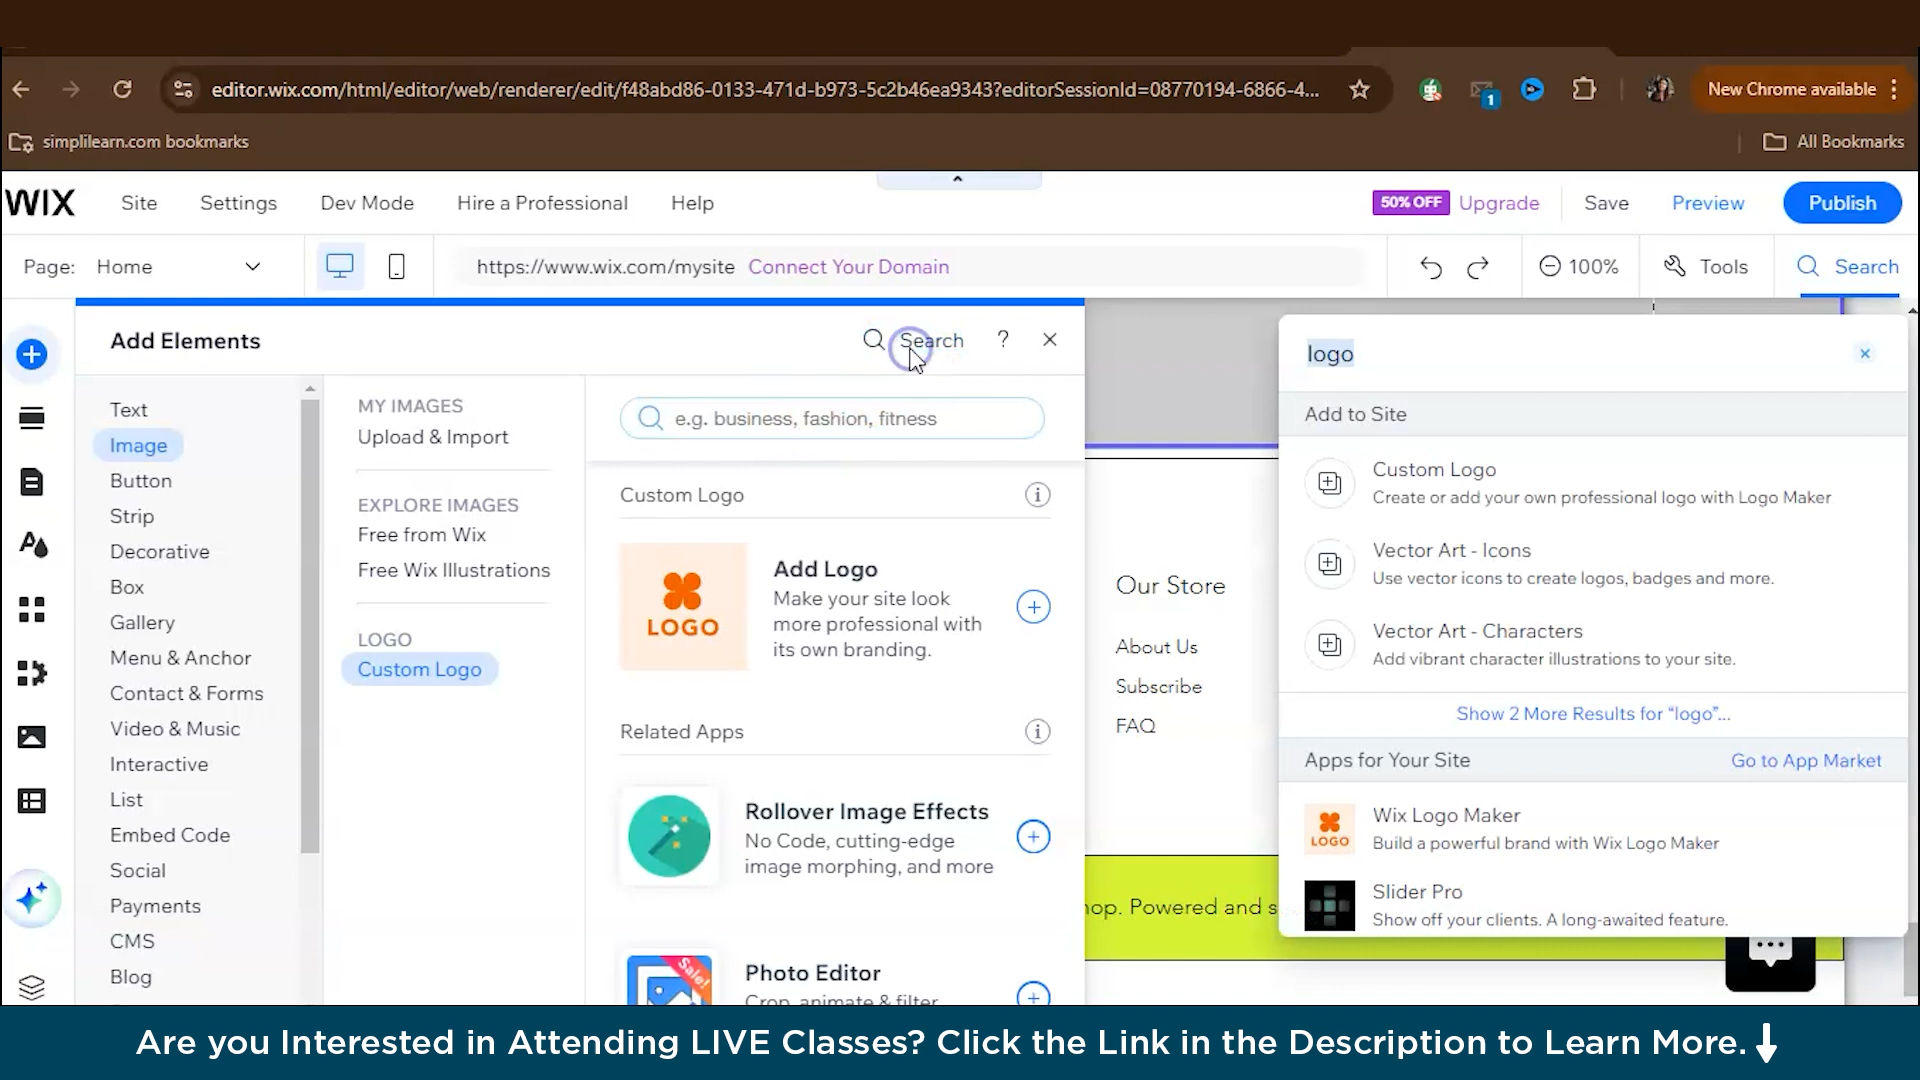 editor.wix.com/html/editor/web/renderer/edit/f48abd86-0133-471d-b973-5c2b46ea9343?editorSessionId=08770194-6866-4...
1
New Chrome available
simplilearn.com bookmarks
All Bookmarks
WIX
Site
Settings
Dev Mode
Hire a Professional
Help
50% OFF
Upgrade
Save
Preview
Publish
Page:
Home
https://www.wix.com/mysite
Connect Your Domain
100%
Tools
Search
Add Elements
Search
?
Text
Image
Button
Strip
Decorative
Box
Gallery
Menu & Anchor
Contact & Forms
Video & Music
Interactive
List
Embed Code
Social
Payments
CMS
Blog
MY IMAGES
Upload & Import
EXPLORE IMAGES
Free from Wix
Free Wix Illustrations
LOGO
Custom Logo
e.g. business, fashion, fitness
Custom Logo
LOGO
Add Logo
Make your site look
more professional with
its own branding.
Related Apps
Rollover Image Effects
No Code, cutting-edge
image morphing, and more
Sale!
Photo Editor
Crop, animate & filter
Our Store
About Us
Subscribe
FAQ
hop. Powered and s
logo
Add to Site
Custom Logo
Create or add your own professional logo with Logo Maker
Vector Art - Icons
Use vector icons to create logos, badges and more.
Vector Art - Characters
Add vibrant character illustrations to your site.
Show 2 More Results for “logo”...
Apps for Your Site
Go to App Market
LOGO
Wix Logo Maker
Build a powerful brand with Wix Logo Maker
Slider Pro
Show off your clients. A long-awaited feature.
Are you Interested in Attending LIVE Classes? Click the Link in the Description to Learn More.